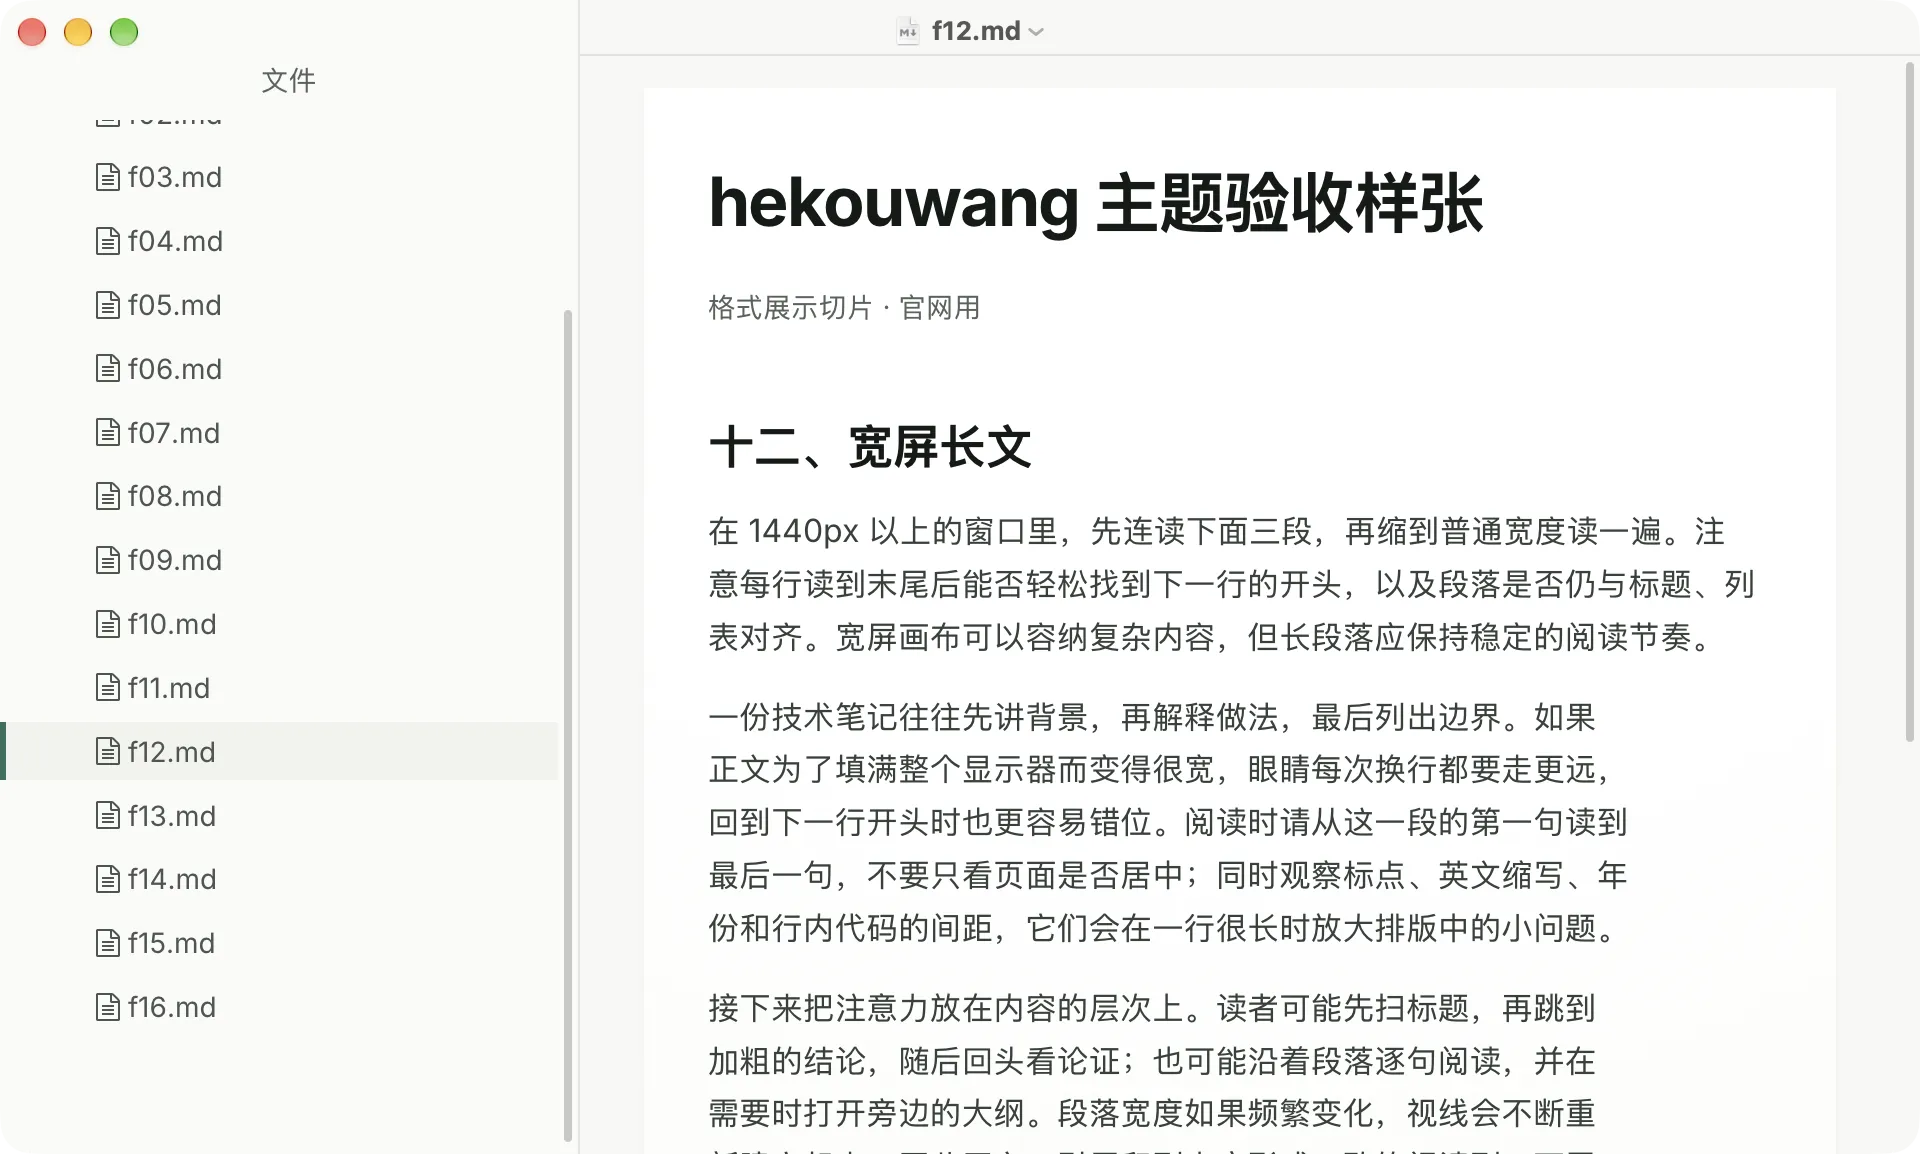 f12.md
文件
f03.md
f04.md
f05.md
f06.md
f07.md
f08.md
f09.md
f10.md
f11.md
f12.md
f13.md
f14.md
f15.md
f16.md
hekouwang 主题验收样张
格式展示切片 · 官网用
十二、宽屏长文
在 1440px 以上的窗口里，先连读下面三段，再缩到普通宽度读一遍。注
意每行读到末尾后能否轻松找到下一行的开头，以及段落是否仍与标题、列
表对齐。宽屏画布可以容纳复杂内容，但长段落应保持稳定的阅读节奏。
一份技术笔记往往先讲背景，再解释做法，最后列出边界。如果
正文为了填满整个显示器而变得很宽，眼睛每次换行都要走更远，
回到下一行开头时也更容易错位。阅读时请从这一段的第一句读到
最后一句，不要只看页面是否居中；同时观察标点、英文缩写、年
份和行内代码的间距，它们会在一行很长时放大排版中的小问题。
接下来把注意力放在内容的层次上。读者可能先扫标题，再跳到
加粗的结论，随后回头看论证；也可能沿着段落逐句阅读，并在
需要时打开旁边的大纲。段落宽度如果频繁变化，视线会不断重